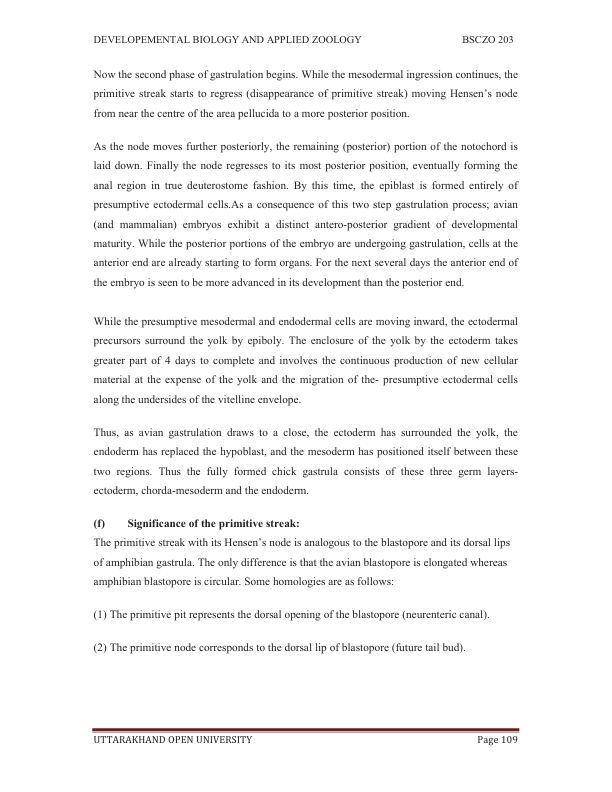 DEVELOPEMENTAL BIOLOGY AND APPLIED ZOOLOGY BSCZO 203
Now the second phase of gastrulation begins. While the mesodermal ingression continues, the
primitive streak starts to regress (disappearance of primitive streak) moving Hensen's node
from near the centre of the area pellucida to a more posterior position.
As the node moves further posteriorly, the remaining (posterior) portion of the notochord is
laid down. Finally the node regresses to its most posterior position, eventually forming the
anal region in true deuterostome fashion. By this time, the epiblast is formed entirely of
presumptive ectodermal cells.As a consequence of this two step gastrulation process; avian
(and mammalian) embryos exhibit a distinct antero-posterior gradient of developmental
maturity. While the posterior portions of the embryo are undergoing gastrulation, cells at the
anterior end are already starting to form organs. For the next several days the anterior end of
the embryo is seen to be more advanced in its development than the posterior end.
While the presumptive mesodermal and endodermal cells are moving inward, the ectodermal
precursors surround the yolk by epiboly. The enclosure of the yolk by the ectoderm takes
greater part of 4 days to complete and involves the continuous production of new cellular
material at the expense of the yolk and the migration of the- presumptive ectodermal cells
along the undersides of the vitelline envelope.
Thus, as avian gastrulation draws to a close, the ectoderm has surrounded the yolk, the
endoderm has replaced the hypoblast, and the mesoderm has positioned itself between these
two regions. Thus the fully formed chick gastrula consists of these three germ layers-
ectoderm, chorda-mesoderm and the endoderm.
(f) Significance of the primitive streak:
The primitive streak with its Hensen's node is analogous to the blastopore and its dorsal lips
of amphibian gastrula. The only difference is that the avian blastopore is elongated whereas
amphibian blastopore is circular. Some homologies are as follows:
(1) The primitive pit represents the dorsal opening of the blastopore (neurenteric canal).
(2) The primitive node corresponds to the dorsal lip of blastopore (future tail bud).
UTTARAKHAND OPEN UNIVERSITY Page 109